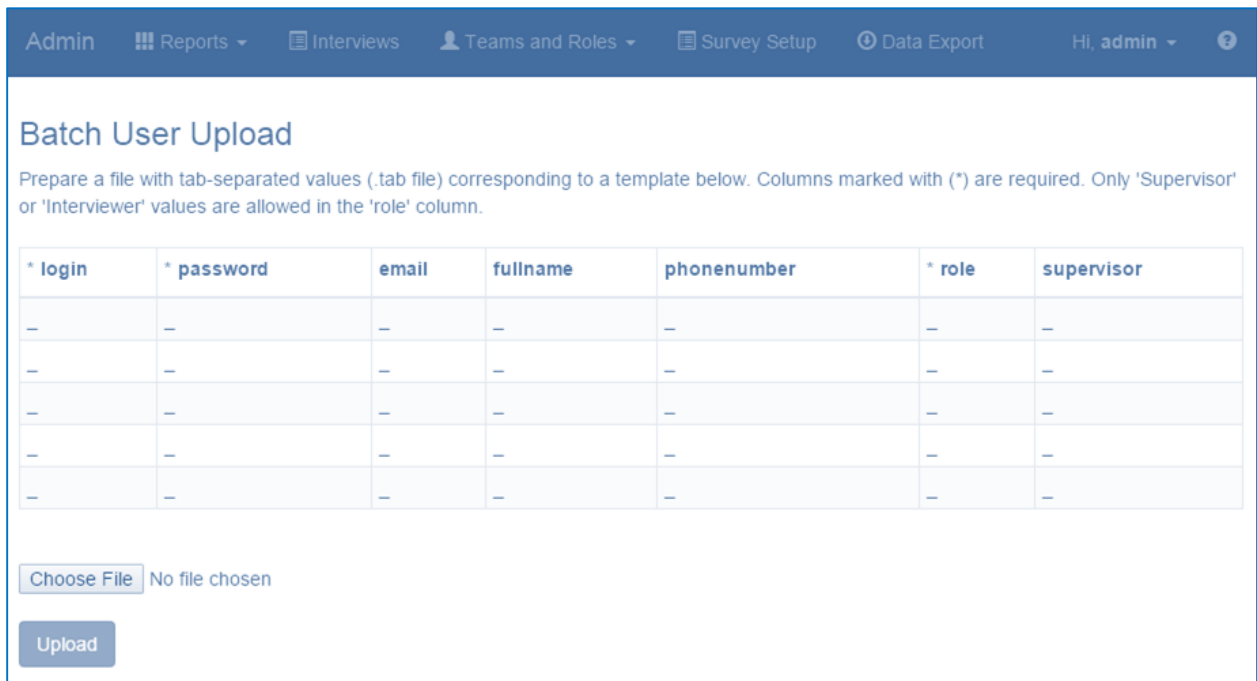 Admin Reports Interviews Teams and Roles Survey Setup Data Export Hi, admin ?
Batch User Upload
Prepare a file with tab-separated values (.tab file) corresponding to a template below. Columns marked with (*) are required. Only 'Supervisor'
or 'Interviewer' values are allowed in the 'role' column.
* login * password email fullname phonenumber * role supervisor
_ _ _ _ _ _ _
_ _ _ _ _ _ _
_ _ _ _ _ _ _
_ _ _ _ _ _ _
_ _ _ _ _ _ _
Choose File No file chosen
Upload